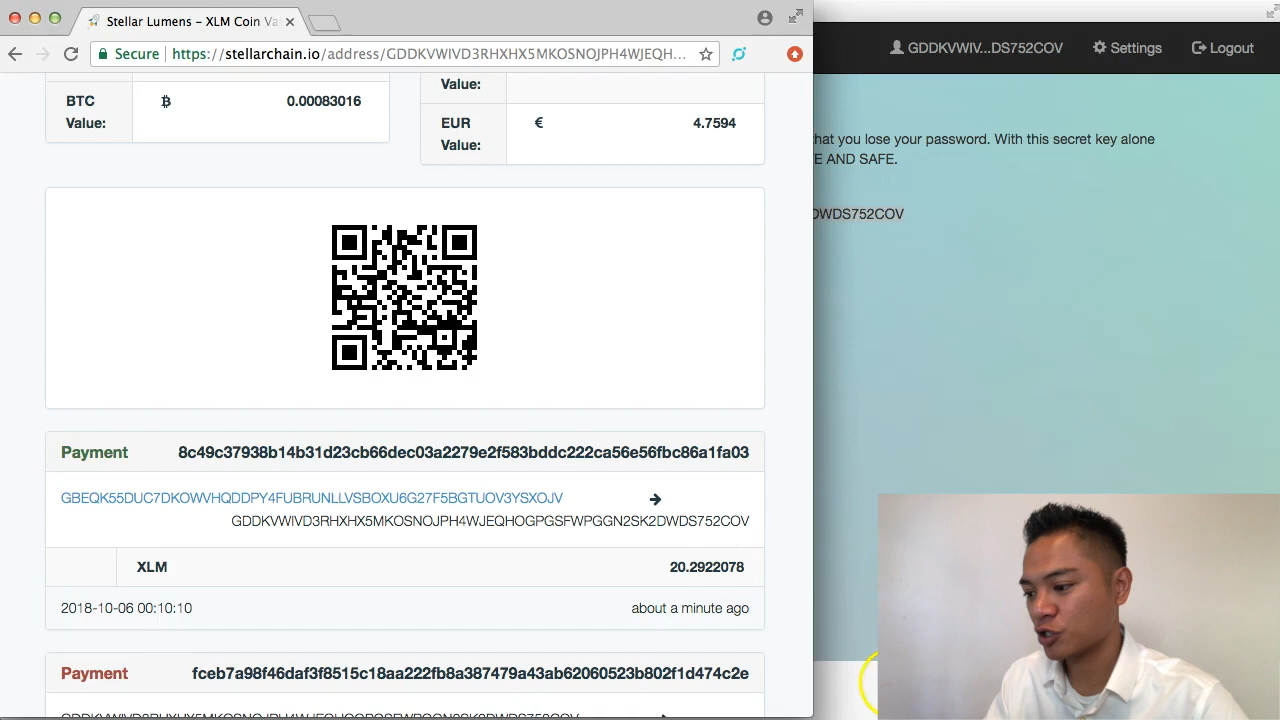 Stellar Lumens – XLM Coin Va
GDDKVWIV...DS752COV
Settings
Logout
Secure
https://stellarchain.io/address/GDDKVWIVD3RHXHX5MKOSNOJPH4WJEQH...
BTC
Value:
0.00083016
Value:
EUR
Value:
€
4.7594
hat you lose your password. With this secret key alone
E AND SAFE.
DWDS752COV
Payment
8c49c37938b14b31d23cb66dec03a2279e2f583bddc222ca56e56fbc86a1fa03
GBEQK55DUC7DKOWVHQDDPY4FUBRUNLLVSBOXU6G27F5BGTUOV3YSXOJV
GDDKVWIVD3RHXHX5MKOSNOJPH4WJEQHOGPGSFWPGGN2SK2DWDS752COV
XLM
20.2922078
2018-10-06 00:10:10
about a minute ago
Payment
fceb7a98f46daf3f8515c18aa222fb8a387479a43ab62060523b802f1d474c2e